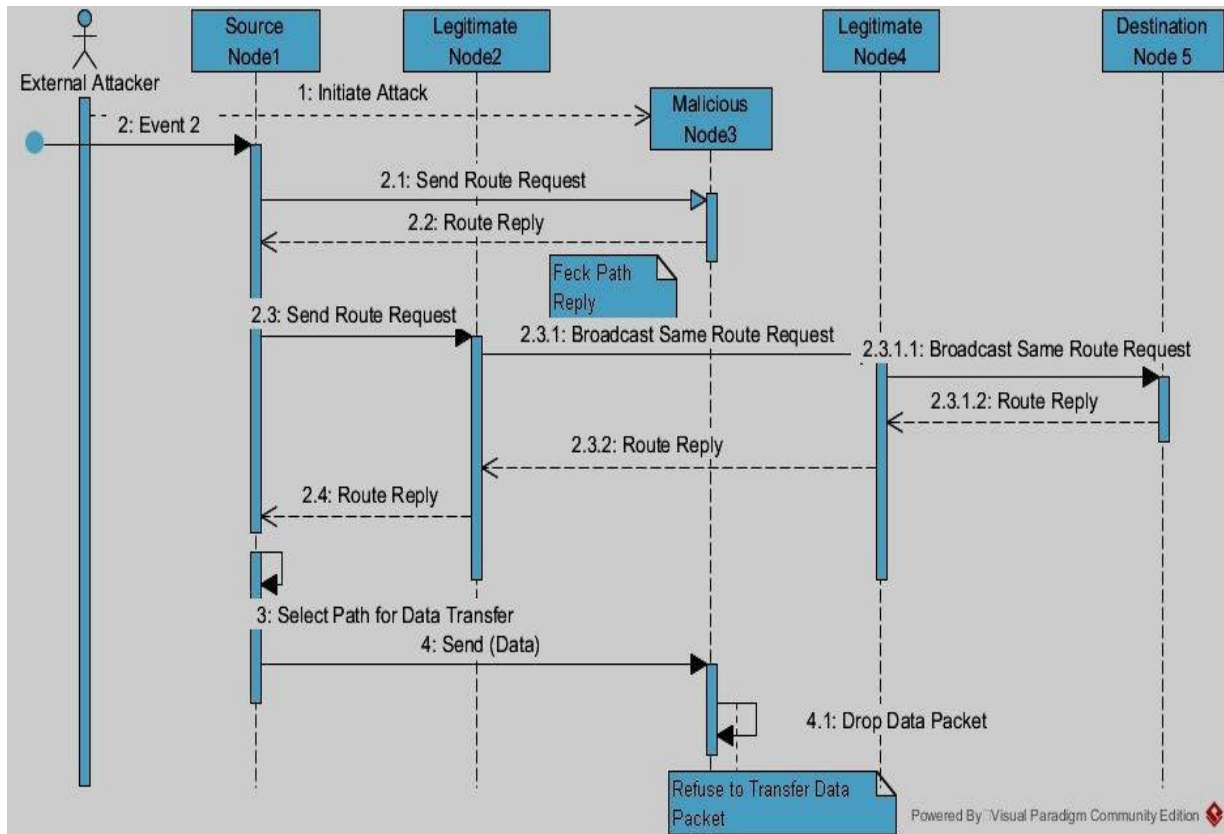 Source
Node1
Legitimate
Node2
Legitimate
Node4
Destination
Node 5
External Attacker
1: Initiate Attack
Malicious
Node3
2: Event 2
2.1: Send Route Request
2.2: Route Reply
Feck Path
Reply
2.3: Send Route Request
2.3.1: Broadcast Same Route Request
2.3.1.1: Broadcast Same Route Request
2.3.1.2: Route Reply
2.3.2: Route Reply
2.4: Route Reply
3: Select Path for Data Transfer
4: Send (Data)
4.1: Drop Data Packet
Refuse to Transfer Data
Packet
Powered By Visual Paradigm Community Edition